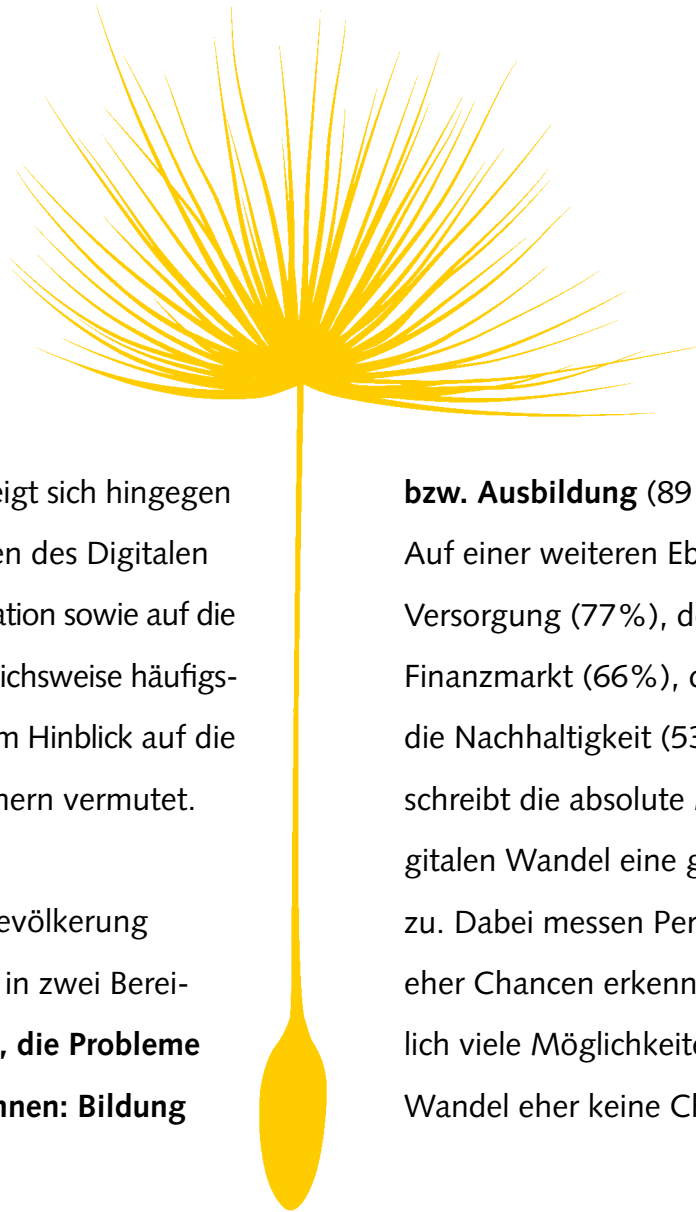 eigt sich hingegen
en des Digitalen
ation sowie auf die
ichsweise häufigs-
m Hinblick auf die
nern vermutet.
evölkerung
in zwei Berei-
, die Probleme
nnen: Bildung
bzw. Ausbildung (89
Auf einer weiteren Eb
Versorgung (77%), d
Finanzmarkt (66%), d
die Nachhaltigkeit (53
schreibt die absolute
gitalen Wandel eine g
zu. Dabei messen Per
eher Chancen erkenn
lich viele Möglichkeite
Wandel eher keine Ch